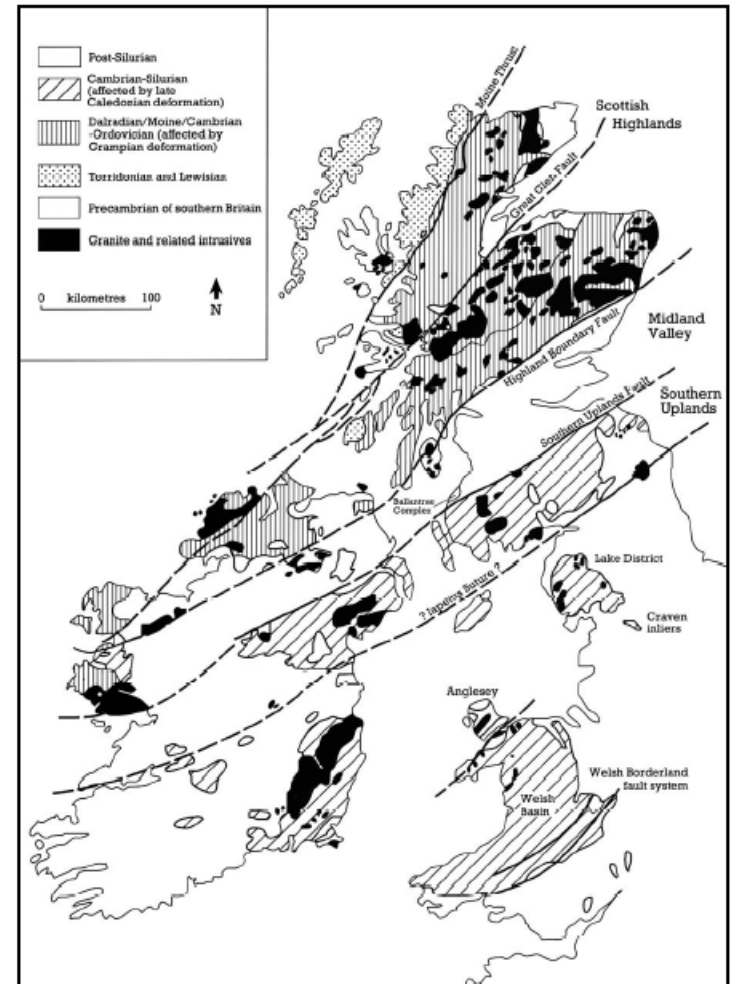 Post-Silurian
Cambrian-Silurian
(affected by late
Caledonian deformation)
Dalradian/Moine/Cambrian
-Ordovician (affected by
Grampian deformation)
Torridonian and Lewisian
Precambrian of southern Britain
Granite and related intrusives
0 kilometres 100
N
Moine Thrust
Scottish
Highlands
Great Glen Fault
Midland
Valley
Highland Boundary Fault
Southern Uplands Fault
Southern
Uplands
Ballantrae
Complex
? Iapetus Suture ?
Lake District
Craven
inliers
Anglesey
Welsh Borderland
fault system
Welsh
Basin